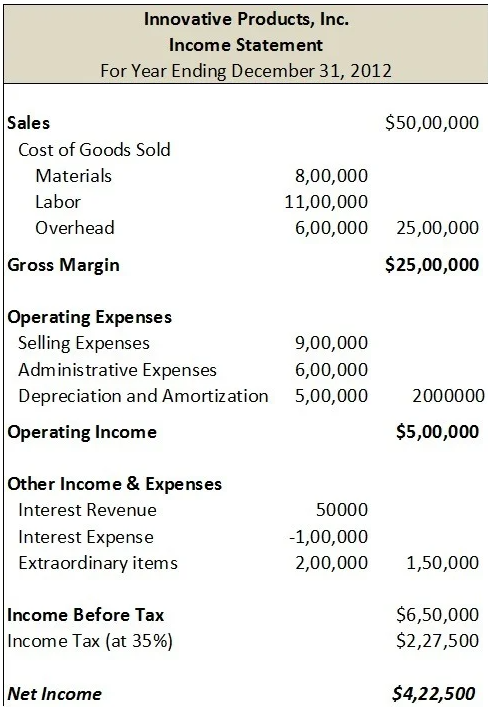 Innovative Products, Inc.
Income Statement
For Year Ending December 31, 2012
Sales $50,00,000
Cost of Goods Sold
Materials 8,00,000
Labor 11,00,000
Overhead 6,00,000 25,00,000
Gross Margin $25,00,000
Operating Expenses
Selling Expenses 9,00,000
Administrative Expenses 6,00,000
Depreciation and Amortization 5,00,000 2000000
Operating Income $5,00,000
Other Income & Expenses
Interest Revenue 50000
Interest Expense -1,00,000
Extraordinary items 2,00,000 1,50,000
Income Before Tax $6,50,000
Income Tax (at 35%) $2,27,500
Net Income $4,22,500